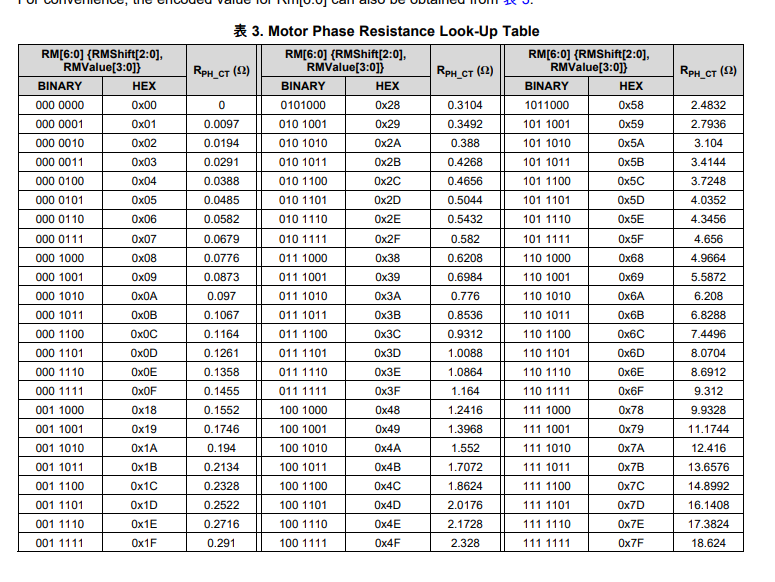 For convenience, the encoded value for Rm[6:0] can also be obtained from 表 3.
表 3. Motor Phase Resistance Look-Up Table
RM[6:0] {RMShift[2:0], RMValue[3:0]} RPH_CT (Ω) RM[6:0] {RMShift[2:0], RMValue[3:0]} RPH_CT (Ω) RM[6:0] {RMShift[2:0], RMValue[3:0]} RPH_CT (Ω)
BINARY HEX BINARY HEX BINARY HEX
000 0000 0x00 0 0101000 0x28 0.3104 1011000 0x58 2.4832
000 0001 0x01 0.0097 010 1001 0x29 0.3492 101 1001 0x59 2.7936
000 0010 0x02 0.0194 010 1010 0x2A 0.388 101 1010 0x5A 3.104
000 0011 0x03 0.0291 010 1011 0x2B 0.4268 101 1011 0x5B 3.4144
000 0100 0x04 0.0388 010 1100 0x2C 0.4656 101 1100 0x5C 3.7248
000 0101 0x05 0.0485 010 1101 0x2D 0.5044 101 1101 0x5D 4.0352
000 0110 0x06 0.0582 010 1110 0x2E 0.5432 101 1110 0x5E 4.3456
000 0111 0x07 0.0679 010 1111 0x2F 0.582 101 1111 0x5F 4.656
000 1000 0x08 0.0776 011 1000 0x38 0.6208 110 1000 0x68 4.9664
000 1001 0x09 0.0873 011 1001 0x39 0.6984 110 1001 0x69 5.5872
000 1010 0x0A 0.097 011 1010 0x3A 0.776 110 1010 0x6A 6.208
000 1011 0x0B 0.1067 011 1011 0x3B 0.8536 110 1011 0x6B 6.8288
000 1100 0x0C 0.1164 011 1100 0x3C 0.9312 110 1100 0x6C 7.4496
000 1101 0x0D 0.1261 011 1101 0x3D 1.0088 110 1101 0x6D 8.0704
000 1110 0x0E 0.1358 011 1110 0x3E 1.0864 110 1110 0x6E 8.6912
000 1111 0x0F 0.1455 011 1111 0x3F 1.164 110 1111 0x6F 9.312
001 1000 0x18 0.1552 100 1000 0x48 1.2416 111 1000 0x78 9.9328
001 1001 0x19 0.1746 100 1001 0x49 1.3968 111 1001 0x79 11.1744
001 1010 0x1A 0.194 100 1010 0x4A 1.552 111 1010 0x7A 12.416
001 1011 0x1B 0.2134 100 1011 0x4B 1.7072 111 1011 0x7B 13.6576
001 1100 0x1C 0.2328 100 1100 0x4C 1.8624 111 1100 0x7C 14.8992
001 1101 0x1D 0.2522 100 1101 0x4D 2.0176 111 1101 0x7D 16.1408
001 1110 0x1E 0.2716 100 1110 0x4E 2.1728 111 1110 0x7E 17.3824
001 1111 0x1F 0.291 100 1111 0x4F 2.328 111 1111 0x7F 18.624